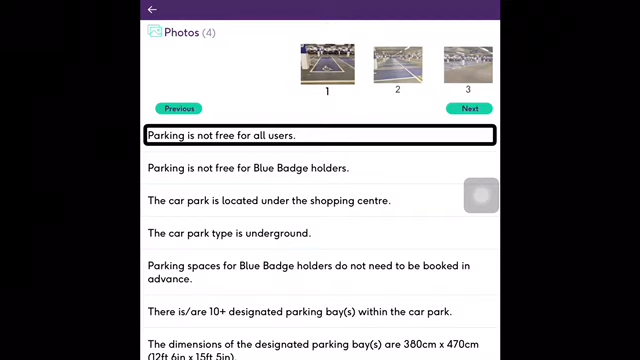 Photos (4)
1
2
3
Previous
Next
Parking is not free for all users.
Parking is not free for Blue Badge holders.
The car park is located under the shopping centre.
The car park type is underground.
Parking spaces for Blue Badge holders do not need to be booked in
advance.
There is/are 10+ designated parking bay(s) within the car park.
The dimensions of the designated parking bay(s) are 380cm x 470cm
(12ft 6in x 15ft 5in).